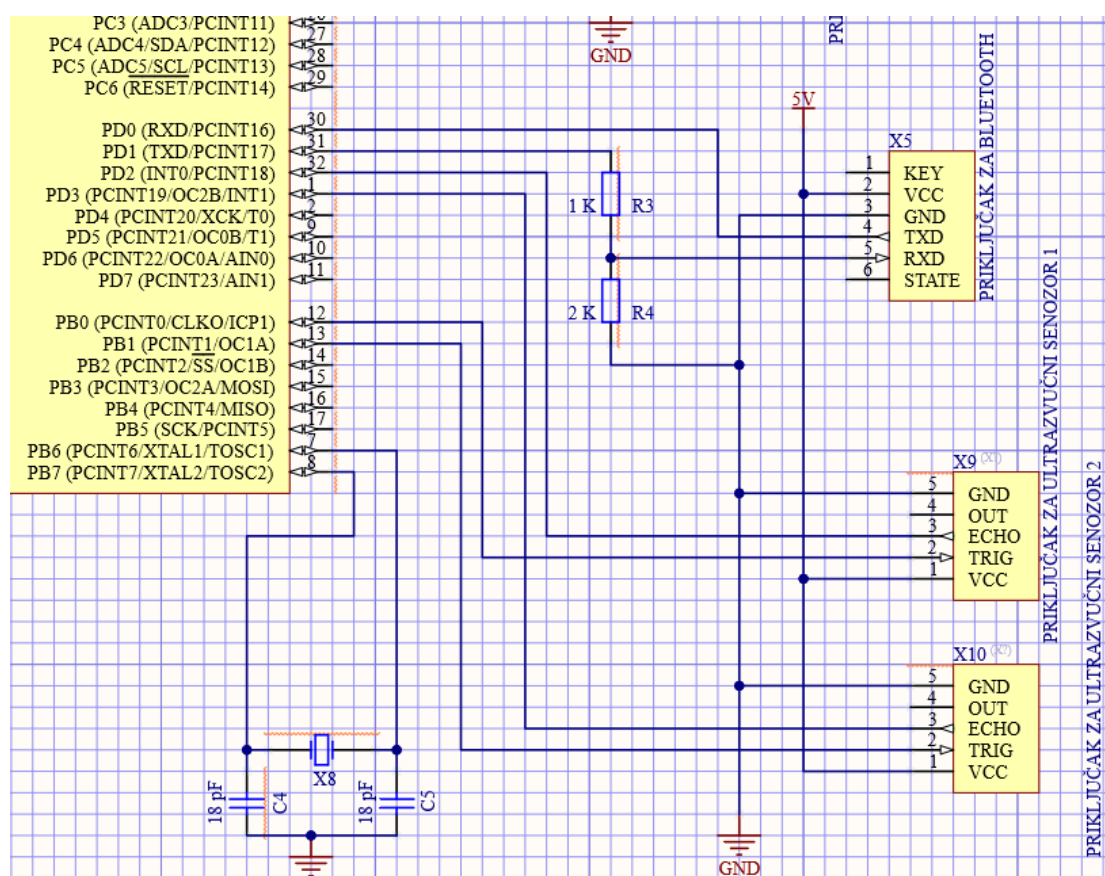 PC3 (ADC3/PCINT11)
PC4 (ADC4/SDA/PCINT12) 27
PC5 (ADC5/SCL/PCINT13) 28
PC6 (RESET/PCINT14) 29
PD0 (RXD/PCINT16) 30
PD1 (TXD/PCINT17) 31
PD2 (INT0/PCINT18) 32
PD3 (PCINT19/OC2B/INT1) 1
PD4 (PCINT20/XCK/T0) 2
PD5 (PCINT21/OC0B/T1) 9
PD6 (PCINT22/OC0A/AIN0) 10
PD7 (PCINT23/AIN1) 11
PB0 (PCINT0/CLKO/ICP1) 12
PB1 (PCINT1/OC1A) 13
PB2 (PCINT2/SS/OC1B) 14
PB3 (PCINT3/OC2A/MOSI) 15
PB4 (PCINT4/MISO) 16
PB5 (SCK/PCINT5) 17
PB6 (PCINT6/XTAL1/TOSC1) 7
PB7 (PCINT7/XTAL2/TOSC2) 8
GND
PRI
5V
1 K R3
2 K R4
X5
1 KEY
2 VCC
3 GND
4 TXD
5 RXD
6 STATE
PRIKLJUČAK ZA BLUETOOTH
X9 (X?)
5 GND
4 OUT
3 ECHO
2 TRIG
1 VCC
PRIKLJUČAK ZA ULTRAZVUČNI SENOZOR 1
X10 (X?)
5 GND
4 OUT
3 ECHO
2 TRIG
1 VCC
PRIKLJUČAK ZA ULTRAZVUČNI SENOZOR 2
X8
18 pF C4
18 pF C5
GND